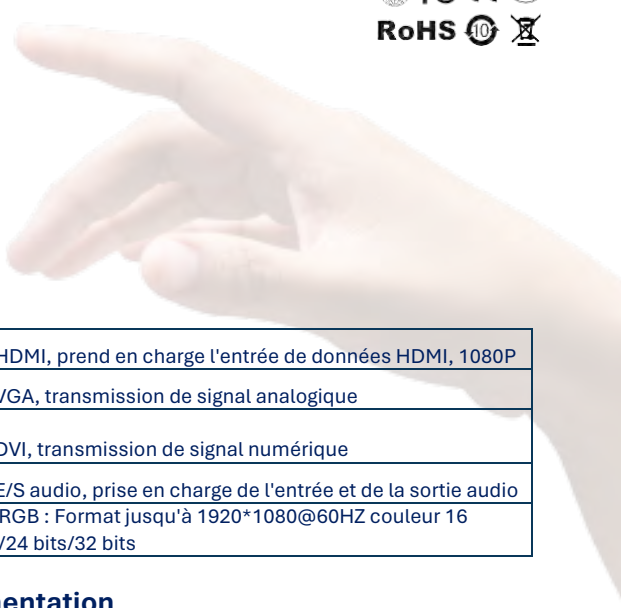 RoHS 10
HDMI, prend en charge l'entrée de données HDMI, 1080P
VGA, transmission de signal analogique
DVI, transmission de signal numérique
E/S audio, prise en charge de l'entrée et de la sortie audio
RGB : Format jusqu'à 1920*1080@60HZ couleur 16
/24 bits/32 bits